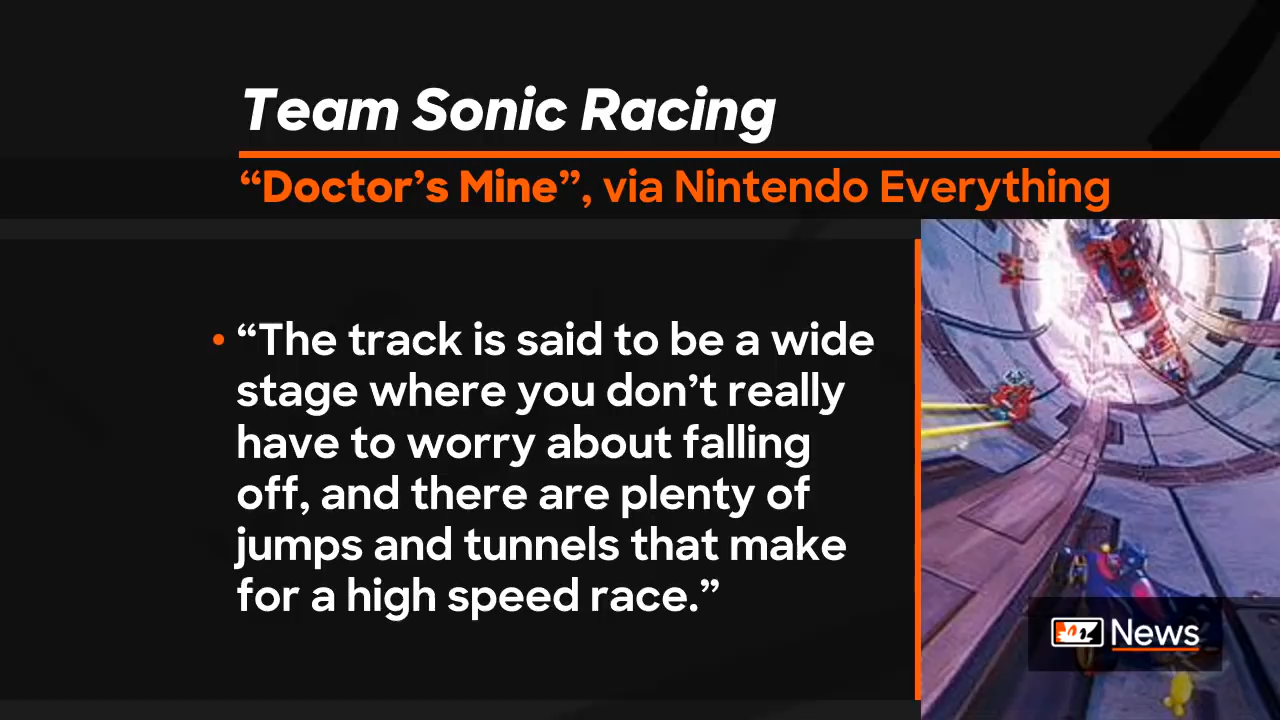 Team Sonic Racing
“Doctor’s Mine”, via Nintendo Everything
• “The track is said to be a wide
stage where you don’t really
have to worry about falling
off, and there are plenty of
jumps and tunnels that make
for a high speed race.”
News